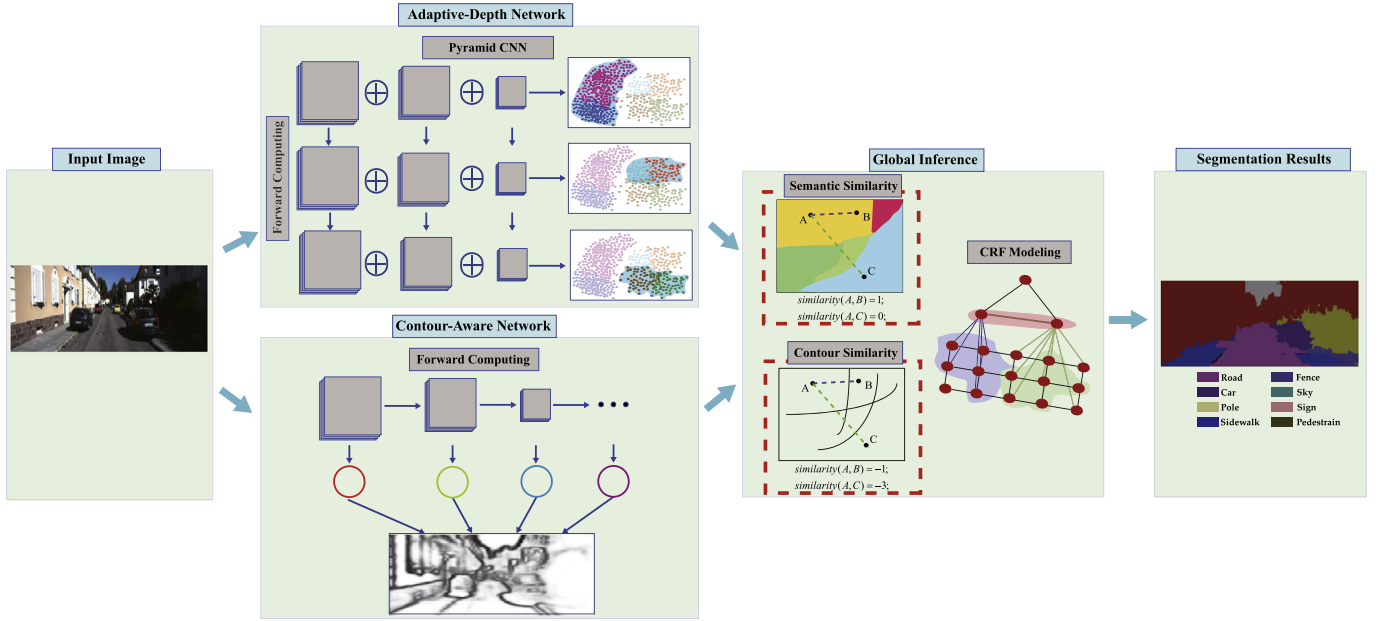 Input Image
Adaptive-Depth Network
Pyramid CNN
Forward Computing
Contour-Aware Network
Forward Computing
Global Inference
Semantic Similarity
A
B
C
similarity(A, B) = 1;
similarity(A, C) = 0;
Contour Similarity
A
B
C
similarity(A, B) = −1;
similarity(A, C) = −3;
CRF Modeling
Segmentation Results
Road Fence
Car Sky
Pole Sign
Sidewalk Pedestrain